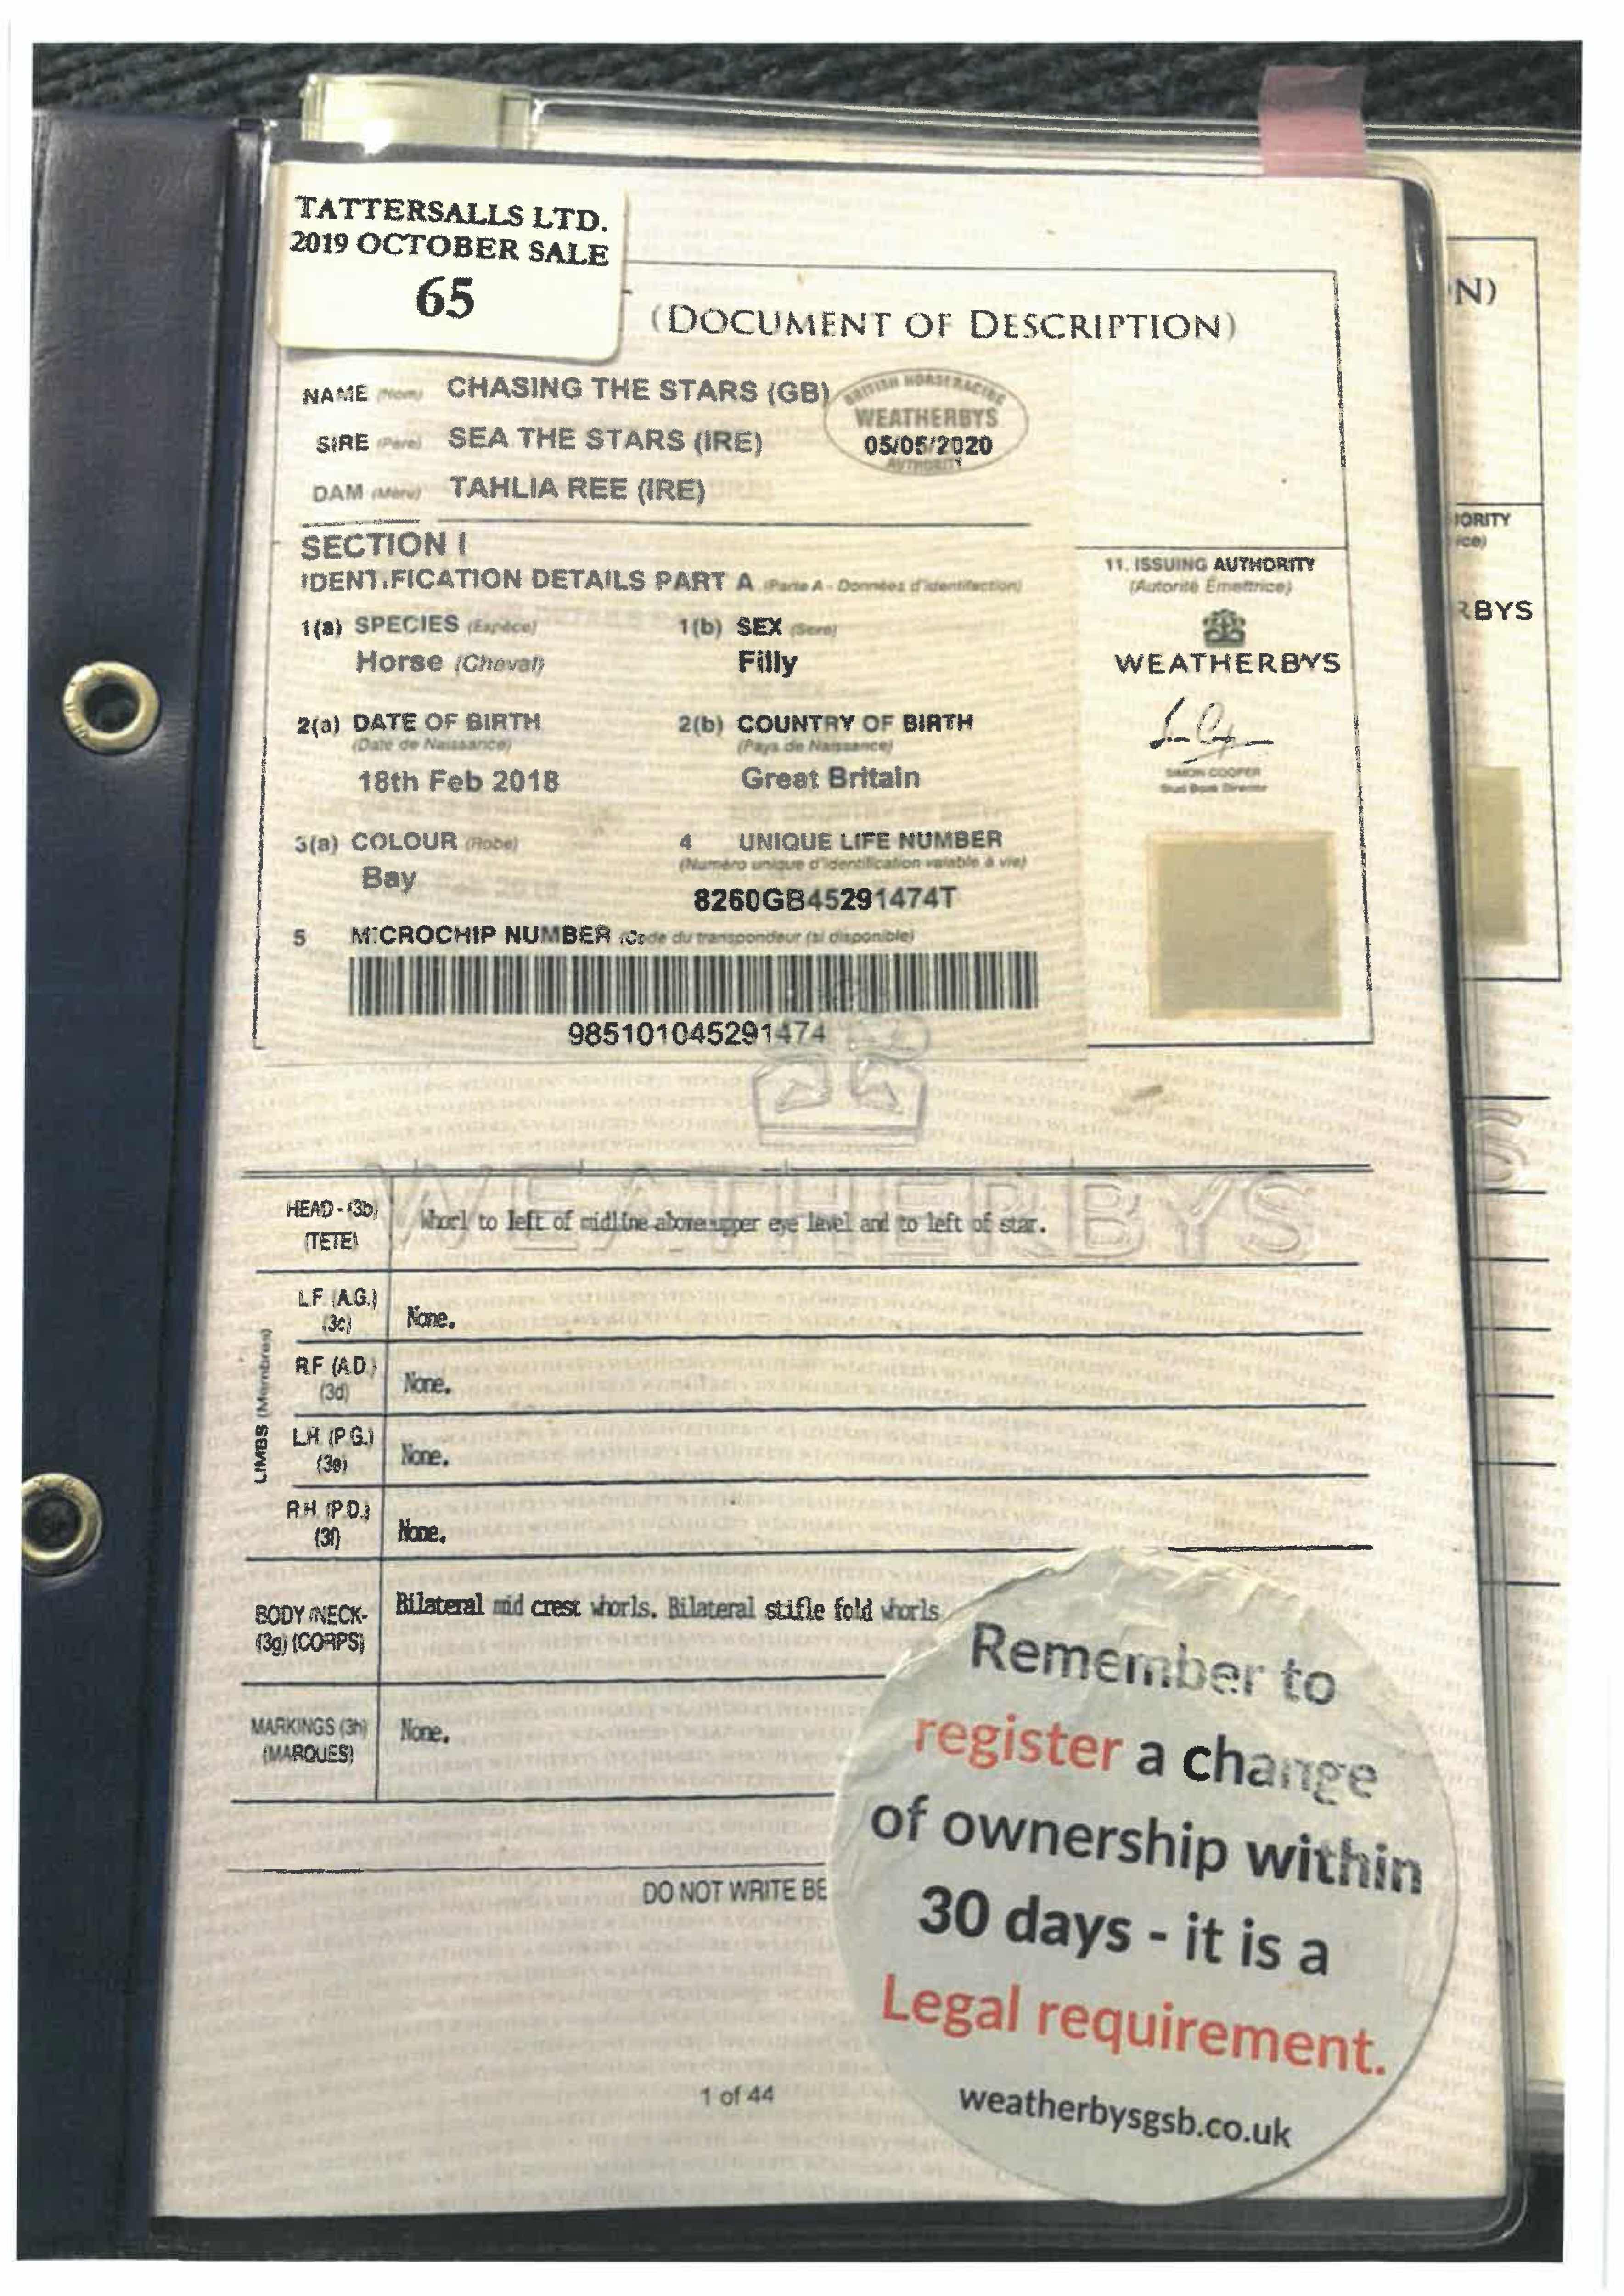 TATTERSALLS LTD.
2019 OCTOBER SALE
65
(DOCUMENT OF DESCRIPTION)
NAME (Nom) CHASING THE STARS (GB)
BRITISH HORSERACING
WEATHERBYS
05/05/2020
AUTHORITY
SIRE (Pere) SEA THE STARS (IRE)
DAM (Mere) TAHLIA REE (IRE)
SECTION I
IDENTIFICATION DETAILS PART A (Partie A - Données d'identifaction)
1(a) SPECIES (Espèce)
Horse (Cheval)
1(b) SEX (Sexe)
Filly
2(a) DATE OF BIRTH
(Date de Naissance)
18th Feb 2018
2(b) COUNTRY OF BIRTH
(Pays de Naissance)
Great Britain
3(a) COLOUR (Robe)
Bay
4 UNIQUE LIFE NUMBER
(Numéro unique d'identification valable à vie)
8260GB45291474T
5 MICROCHIP NUMBER (Code du transpondeur (si disponible)
985101045291474
11. ISSUING AUTHORITY
(Autorité Émettrice)
WEATHERBYS
SIMON COOPER
Stud Book Director
N)
IORITY
ice)
RBYS
WEATHERBYS
HEAD - (3b)
(TETE)
Whorl to left of midline above upper eye level and to left of star.
LIMBS (Membres)
L.F. (A.G.)
(3c)
None.
R.F (A.D.)
(3d)
None.
L.H (P.G.)
(3e)
None.
R.H. (P.D.)
(3f)
None.
BODY/NECK-
(3g) (CORPS)
Bilateral mid crest whorls. Bilateral stifle fold whorls
MARKINGS (3h)
(MARQUES)
None.
DO NOT WRITE BE
1 of 44
Remember to
register a change
of ownership within
30 days - it is a
Legal requirement.
weatherbysgsb.co.uk